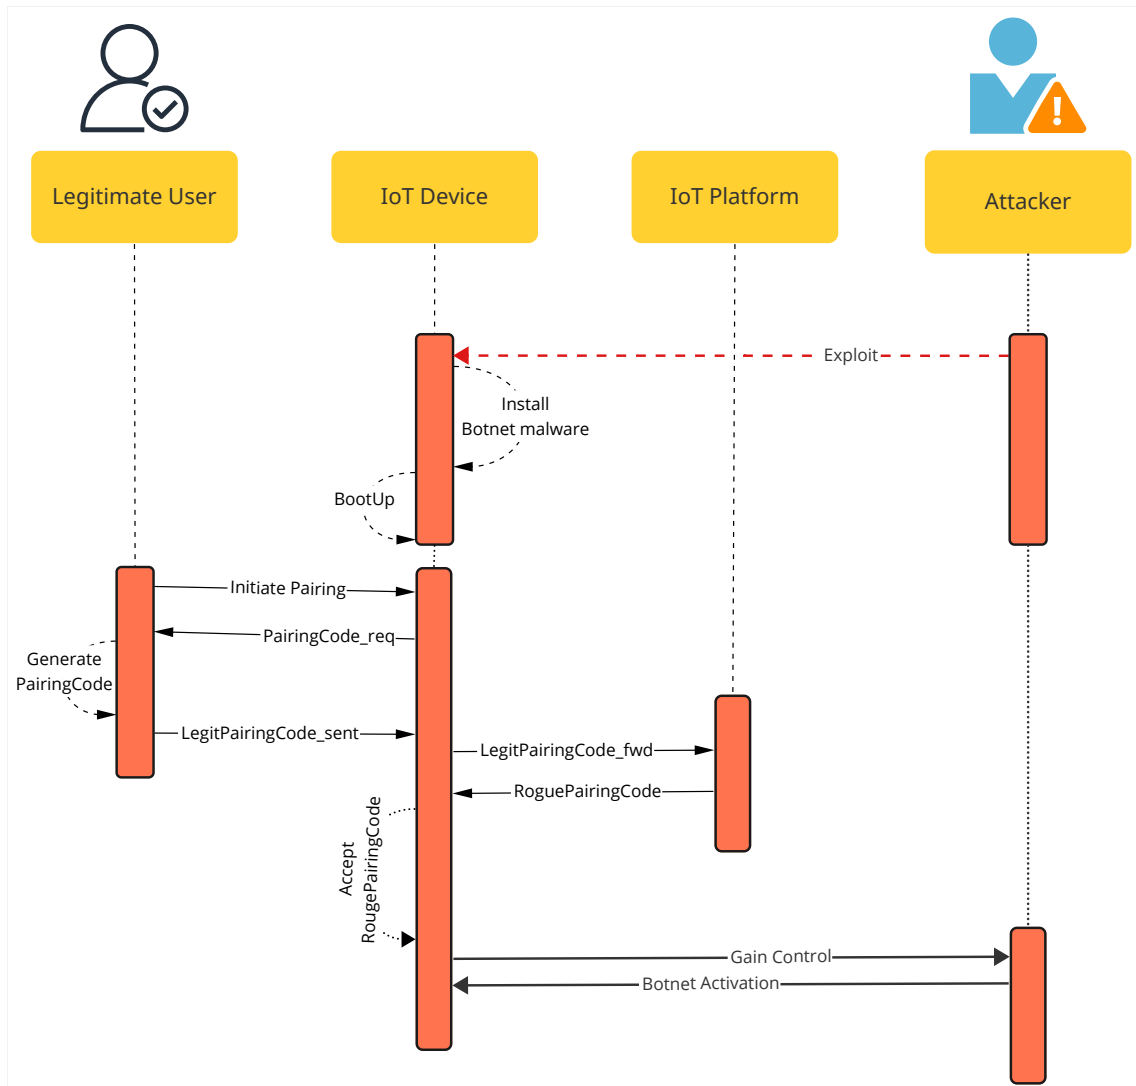 Legitimate User
IoT Device
IoT Platform
Attacker
Exploit
Install
Botnet malware
BootUp
Initiate Pairing
PairingCode_req
Generate
PairingCode
LegitPairingCode_sent
LegitPairingCode_fwd
RoguePairingCode
Accept
RougePairingCode
Gain Control
Botnet Activation